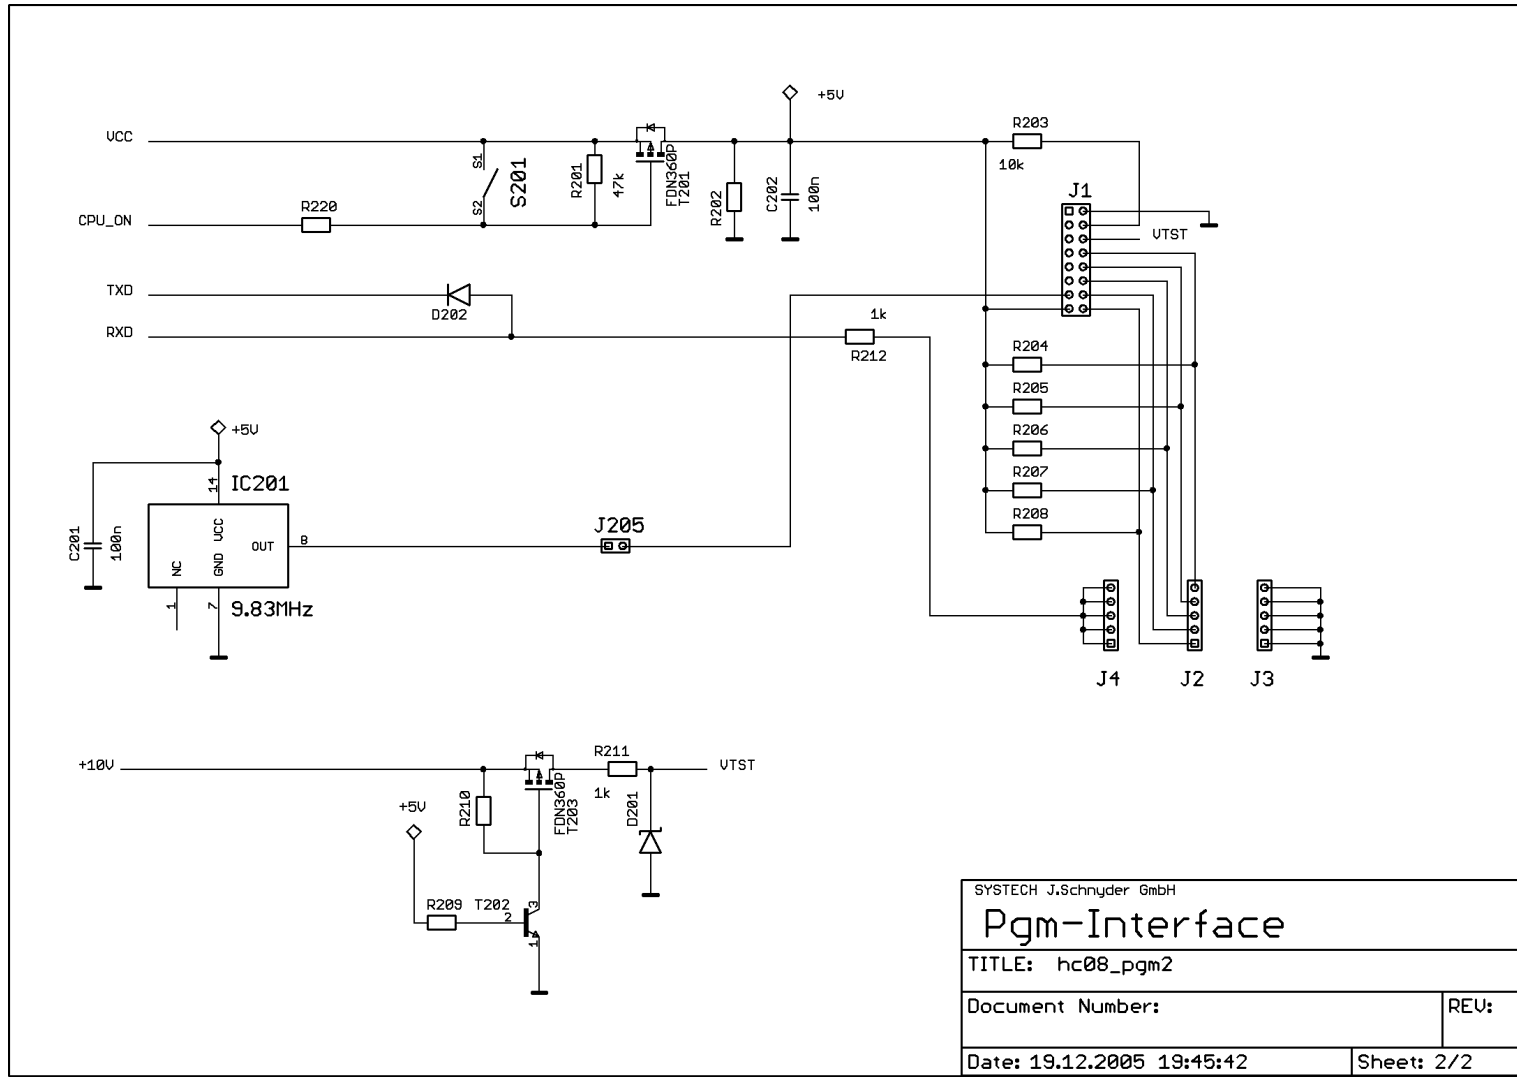 +5V
VCC
S1
S201
S2
R201
47k
FDN360P
T201
R202
C202
100n
R203
10k
J1
CPU_ON
R220
VTST
TXD
D202
RXD
1k
R212
R204
R205
R206
R207
R208
+5V
14
IC201
C201
100n
VCC
GND
NC
OUT
8
J205
1
7
9.83MHz
J4
J2
J3
+10V
R211
VTST
1k
D201
R210
FDN360P
T203
+5V
R209
T202
2
3
1
SYSTECH J.Schnyder GmbH
Pgm-Interface
TITLE: hc08_pgm2
Document Number:
REV:
Date: 19.12.2005 19:45:42
Sheet: 2/2